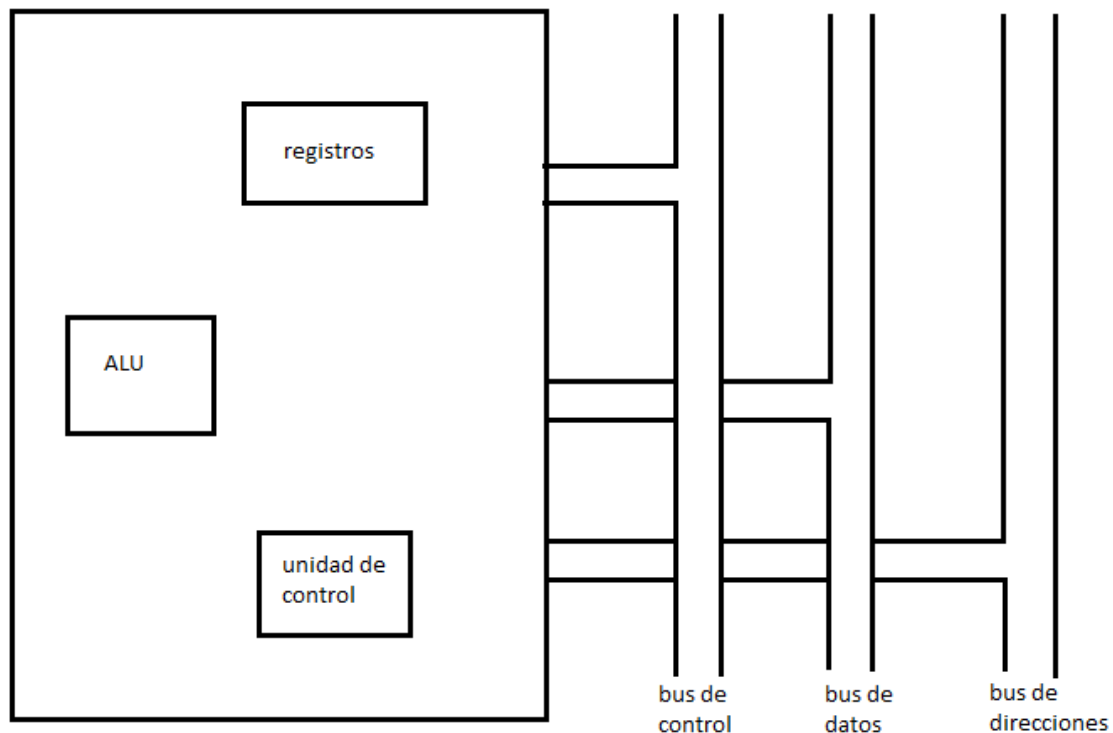 registros
ALU
unidad de
control
bus de
control
bus de
datos
bus de
direcciones